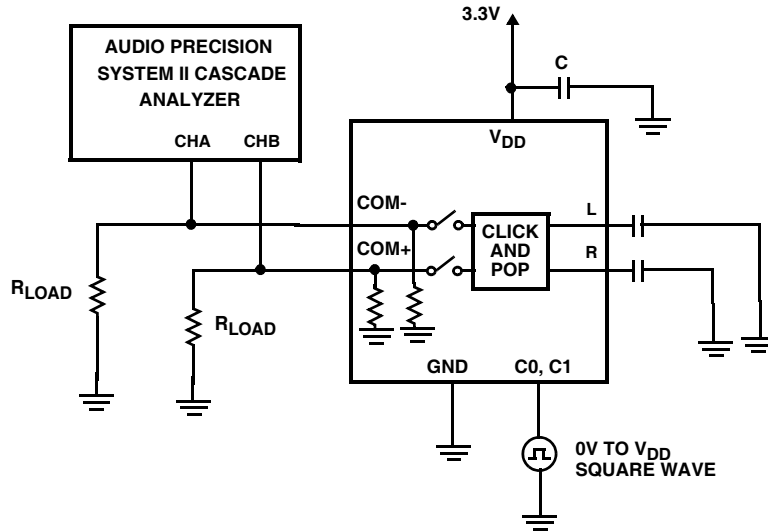 3.3V
AUDIO PRECISION
SYSTEM II CASCADE
ANALYZER
CHA CHB
C
VDD
COM-
COM+
CLICK
AND
POP
L
R
RLOAD
RLOAD
GND C0, C1
0V TO VDD
SQUARE WAVE